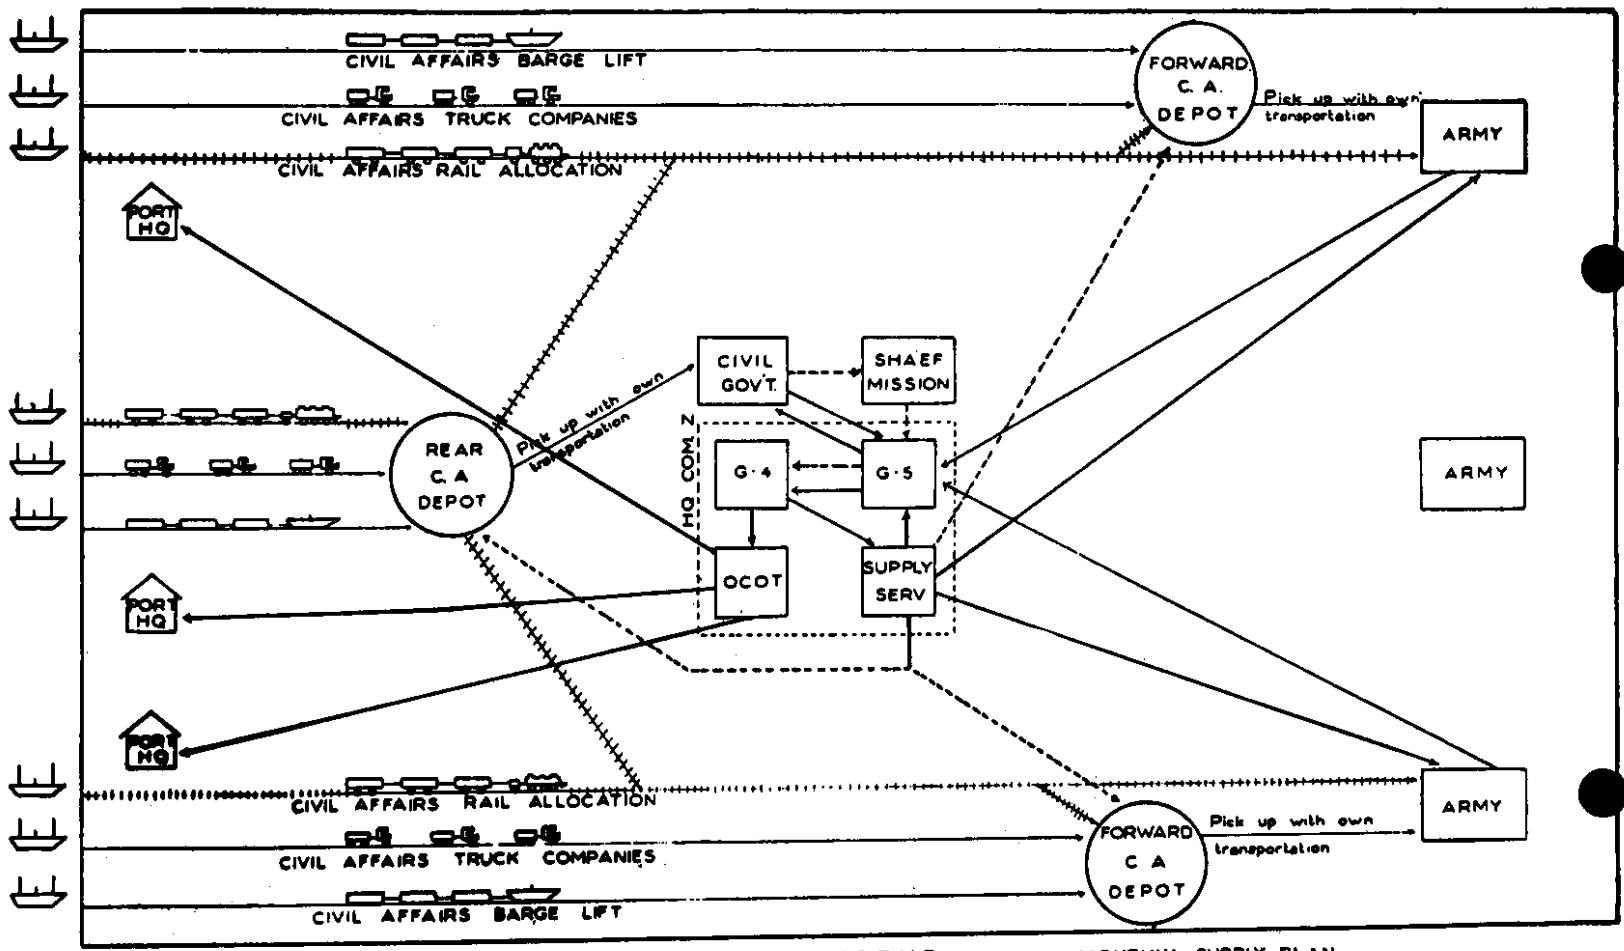 CIVIL AFFAIRS BARGE LIFT
CIVIL AFFAIRS TRUCK COMPANIES
CIVIL AFFAIRS RAIL ALLOCATION
FORWARD
C. A.
DEPOT
Pick up with own
transportation
ARMY
PORT
HQ
CIVIL
GOV'T.
SHAEF
MISSION
REAR
C. A.
DEPOT
Pick up with own
transportation
HQ COM Z
G-4
G-5
ARMY
OCOT
SUPPLY
SERV
PORT
HQ
PORT
HQ
CIVIL AFFAIRS RAIL ALLOCATION
CIVIL AFFAIRS TRUCK COMPANIES
CIVIL AFFAIRS BARGE LIFT
FORWARD
C A
DEPOT
Pick up with own
transportation
ARMY
SUPPLY PLAN